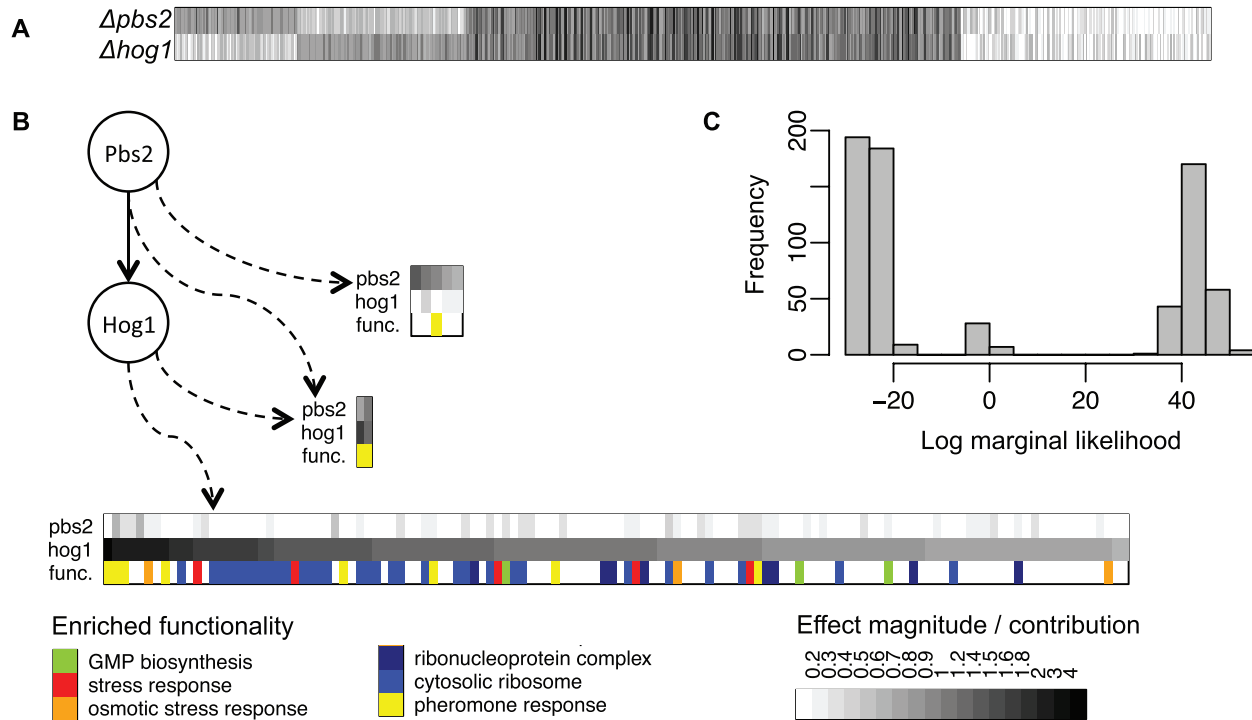 A
Δpbs2
Δhog1
B
Pbs2
Hog1
pbs2
hog1
func.
pbs2
hog1
func.
pbs2
hog1
func.
C
Frequency
0
50
100
200
−20
0
20
40
Log marginal likelihood
Enriched functionality
GMP biosynthesis
stress response
osmotic stress response
ribonucleoprotein complex
cytosolic ribosome
pheromone response
Effect magnitude / contribution
0.2
0.3
0.4
0.5
0.6
0.7
0.8
0.9
1
1.2
1.4
1.5
1.6
1.8
2
3
4